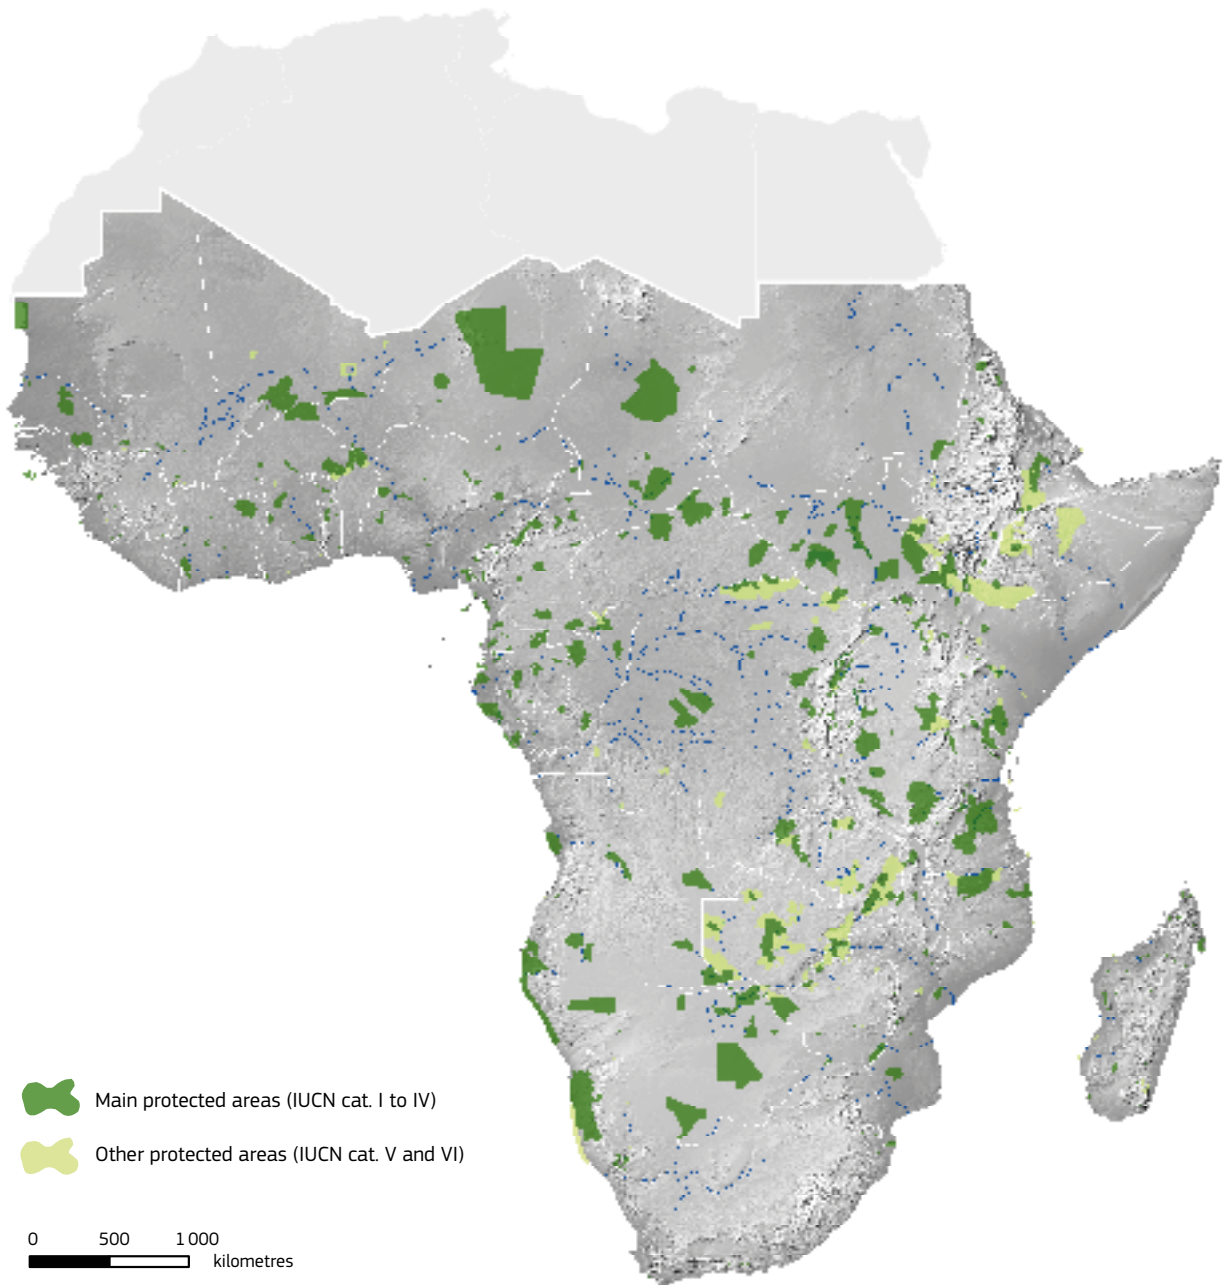 Main protected areas (IUCN cat. I to IV)
Other protected areas (IUCN cat. V and VI)
0 500 1 000
kilometres